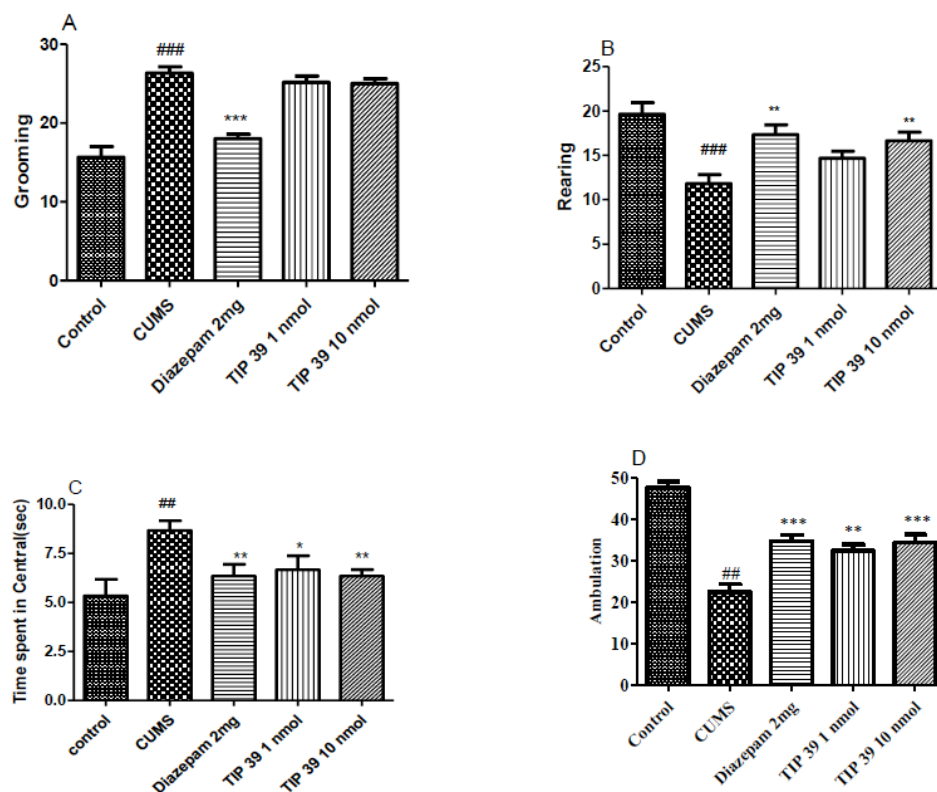 A
Grooming
30
20
10
0
###
***
Control
CUMS
Diazepam 2mg
TIP 39 1 nmol
TIP 39 10 nmol
B
Rearing
25
20
15
10
5
0
###
**
**
Control
CUMS
Diazepam 2mg
TIP 39 1 nmol
TIP 39 10 nmol
C
Time spent in Central(sec)
10.0
7.5
5.0
2.5
0.0
##
**
*
**
control
CUMS
Diazepam 2mg
TIP 39 1 nmol
TIP 39 10 nmol
D
Ambulation
50
40
30
20
10
0
##
***
**
***
Control
CUMS
Diazepam 2mg
TIP 39 1 nmol
TIP 39 10 nmol